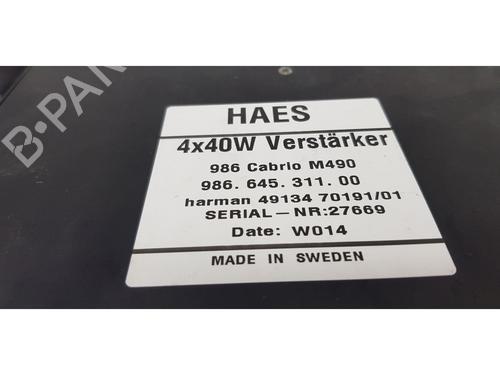 HAES
4x40W Verstärker
986 Cabrio M490
986. 645. 311. 00
harman 49134 70191/01
SERIAL-NR:27669
Date: W014
MADE IN SWEDEN
B-PARTS